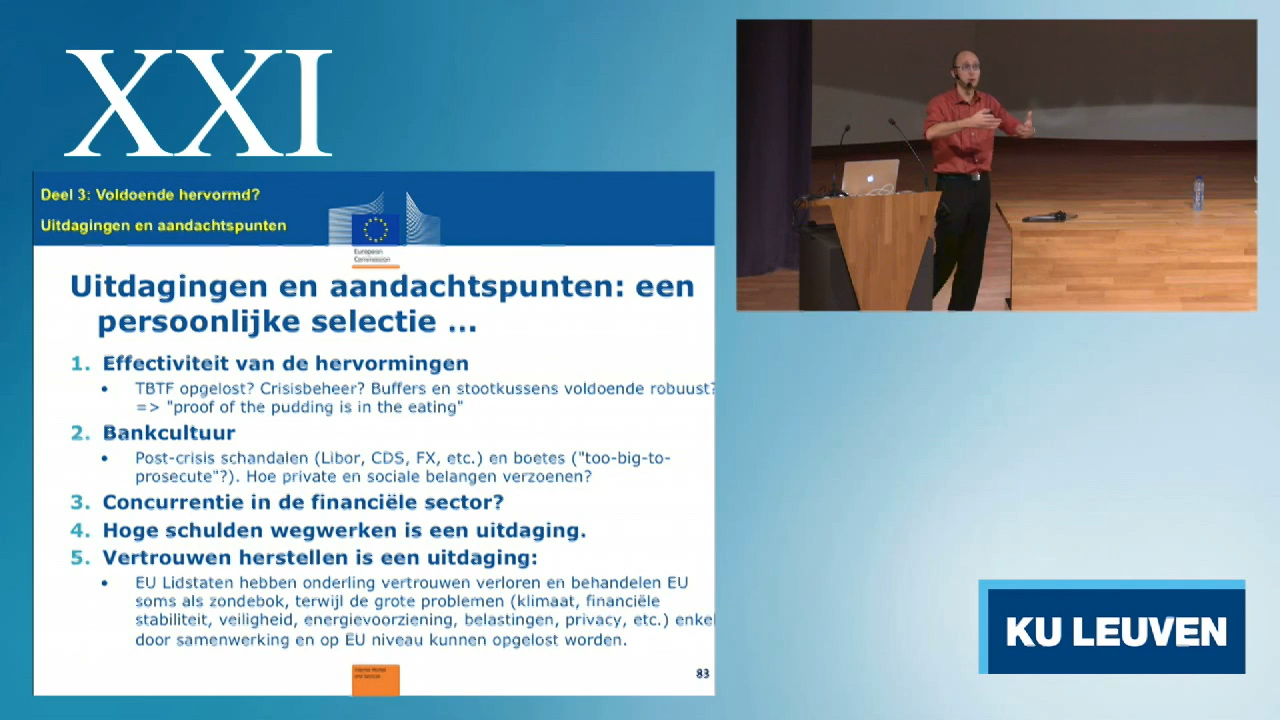 XXI
Deel 3: Voldoende hervormd?
Uitdagingen en aandachtspunten
European
Commission
Uitdagingen en aandachtspunten: een
persoonlijke selectie ...
1. Effectiviteit van de hervormingen
• TBTF opgelost? Crisisbeheer? Buffers en stootkussens voldoende robuust?
=> "proof of the pudding is in the eating"
2. Bankcultuur
• Post-crisis schandalen (Libor, CDS, FX, etc.) en boetes ("too-big-to-
prosecute"?). Hoe private en sociale belangen verzoenen?
3. Concurrentie in de financiële sector?
4. Hoge schulden wegwerken is een uitdaging.
5. Vertrouwen herstellen is een uitdaging:
• EU Lidstaten hebben onderling vertrouwen verloren en behandelen EU
soms als zondebok, terwijl de grote problemen (klimaat, financiële
stabiliteit, veiligheid, energievoorziening, belastingen, privacy, etc.) enkel
door samenwerking en op EU niveau kunnen opgelost worden.
83
KU LEUVEN